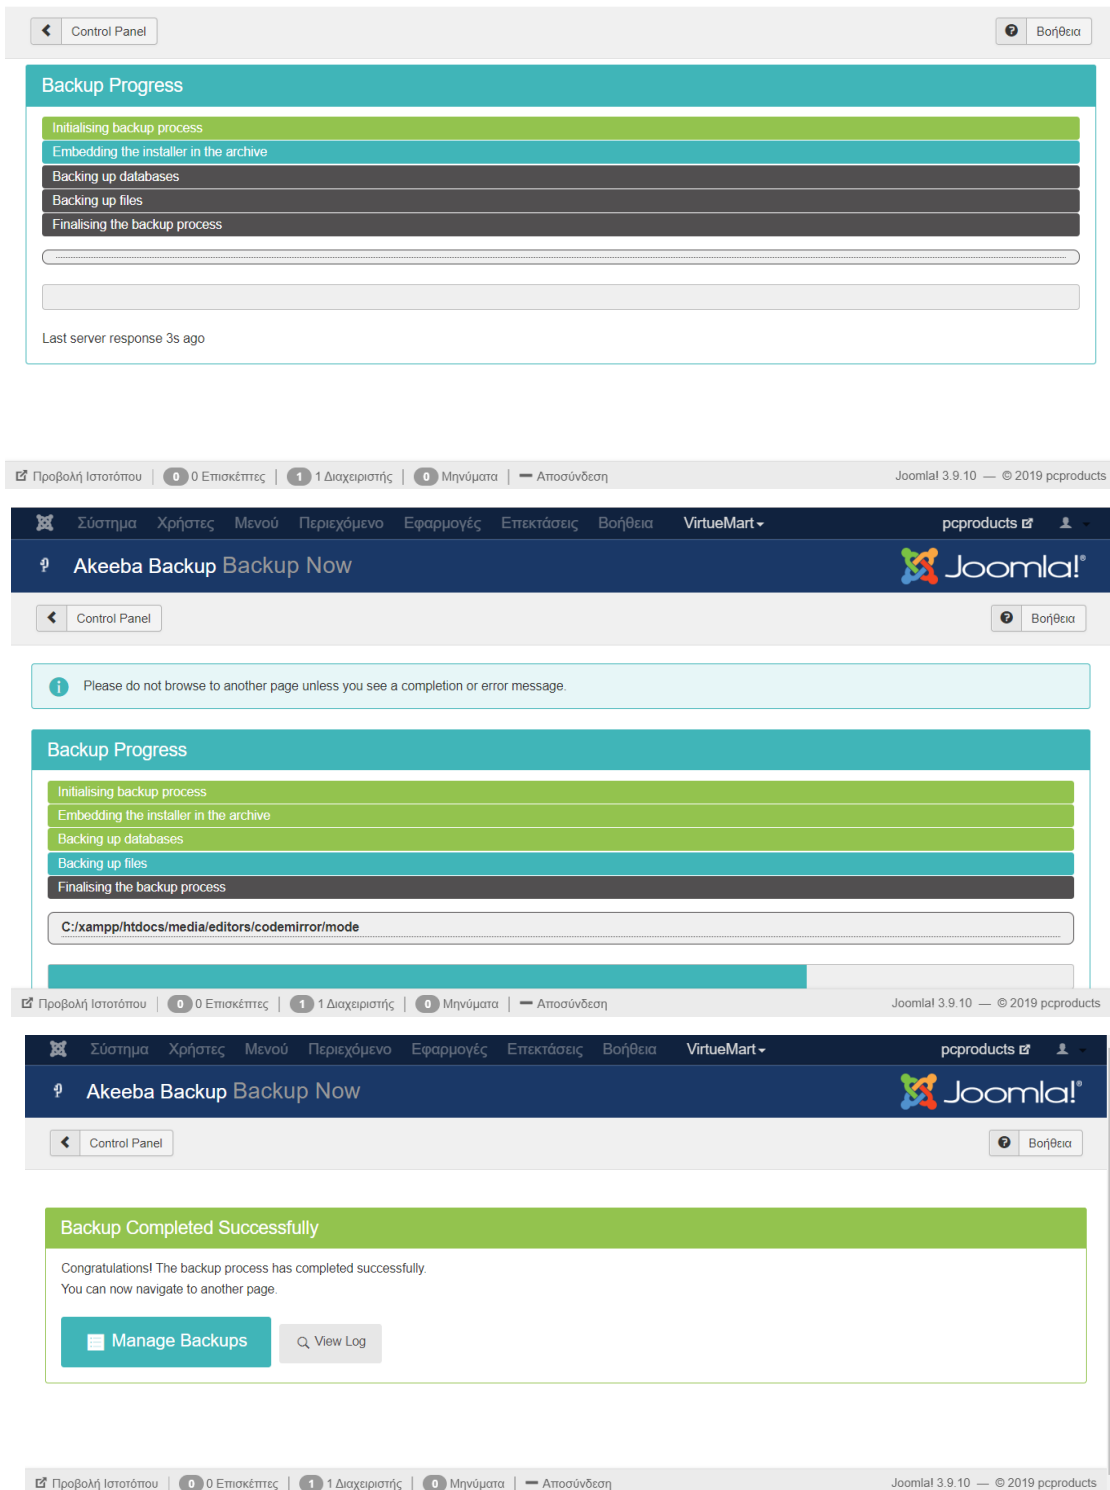 Control Panel
Βοήθεια
Backup Progress
Initialising backup process
Embedding the installer in the archive
Backing up databases
Backing up files
Finalising the backup process
Last server response 3s ago
Προβολή Ιστοτόπου 0 0 Επισκέπτες 1 1 Διαχειριστής 0 Μηνύματα Αποσύνδεση Joomla! 3.9.10 — © 2019 pcproducts
Σύστημα Χρήστες Μενού Περιεχόμενο Εφαρμογές Επεκτάσεις Βοήθεια VirtueMart pcproducts
Akeeba Backup Backup Now Joomla!®
Control Panel
Βοήθεια
Please do not browse to another page unless you see a completion or error message.
Backup Progress
Initialising backup process
Embedding the installer in the archive
Backing up databases
Backing up files
Finalising the backup process
C:/xampp/htdocs/media/editors/codemirror/mode
Προβολή Ιστοτόπου 0 0 Επισκέπτες 1 1 Διαχειριστής 0 Μηνύματα Αποσύνδεση Joomla! 3.9.10 — © 2019 pcproducts
Σύστημα Χρήστες Μενού Περιεχόμενο Εφαρμογές Επεκτάσεις Βοήθεια VirtueMart pcproducts
Akeeba Backup Backup Now Joomla!®
Control Panel
Βοήθεια
Backup Completed Successfully
Congratulations! The backup process has completed successfully.
You can now navigate to another page.
Manage Backups
View Log
Προβολή Ιστοτόπου 0 0 Επισκέπτες 1 1 Διαχειριστής 0 Μηνύματα Αποσύνδεση Joomla! 3.9.10 — © 2019 pcproducts